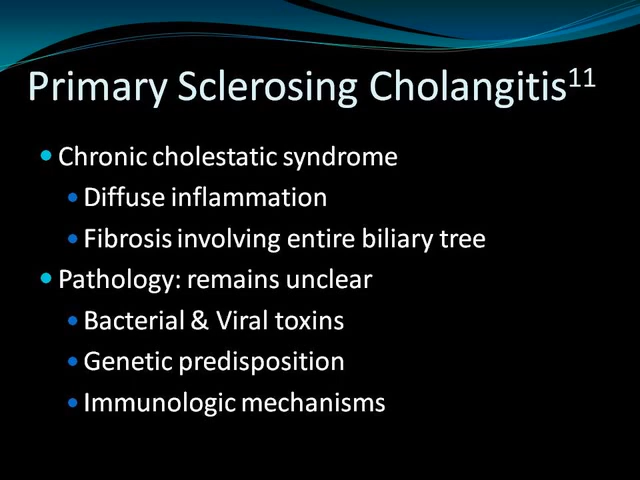 Primary Sclerosing Cholangitis¹¹
• Chronic cholestatic syndrome
• Diffuse inflammation
• Fibrosis involving entire biliary tree
• Pathology: remains unclear
• Bacterial & Viral toxins
• Genetic predisposition
• Immunologic mechanisms